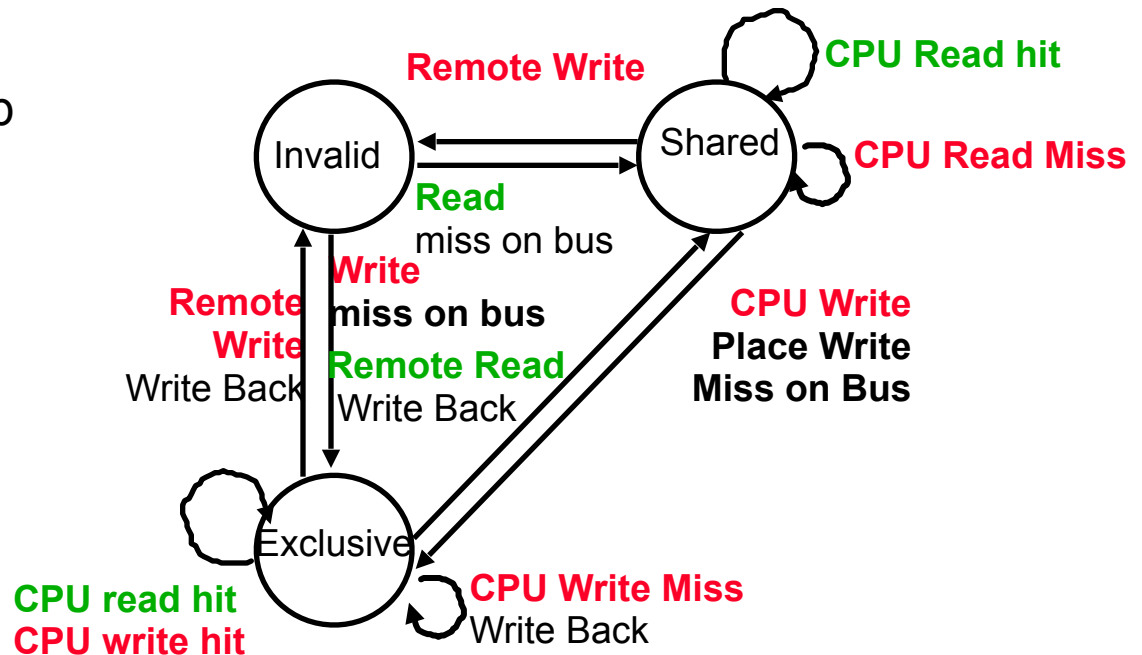 Remote Write
CPU Read hit
Invalid
Shared
CPU Read Miss
Read
miss on bus
Write
miss on bus
Remote
Write
Write Back
Remote Read
Write Back
CPU Write
Place Write
Miss on Bus
Exclusive
CPU read hit
CPU write hit
CPU Write Miss
Write Back